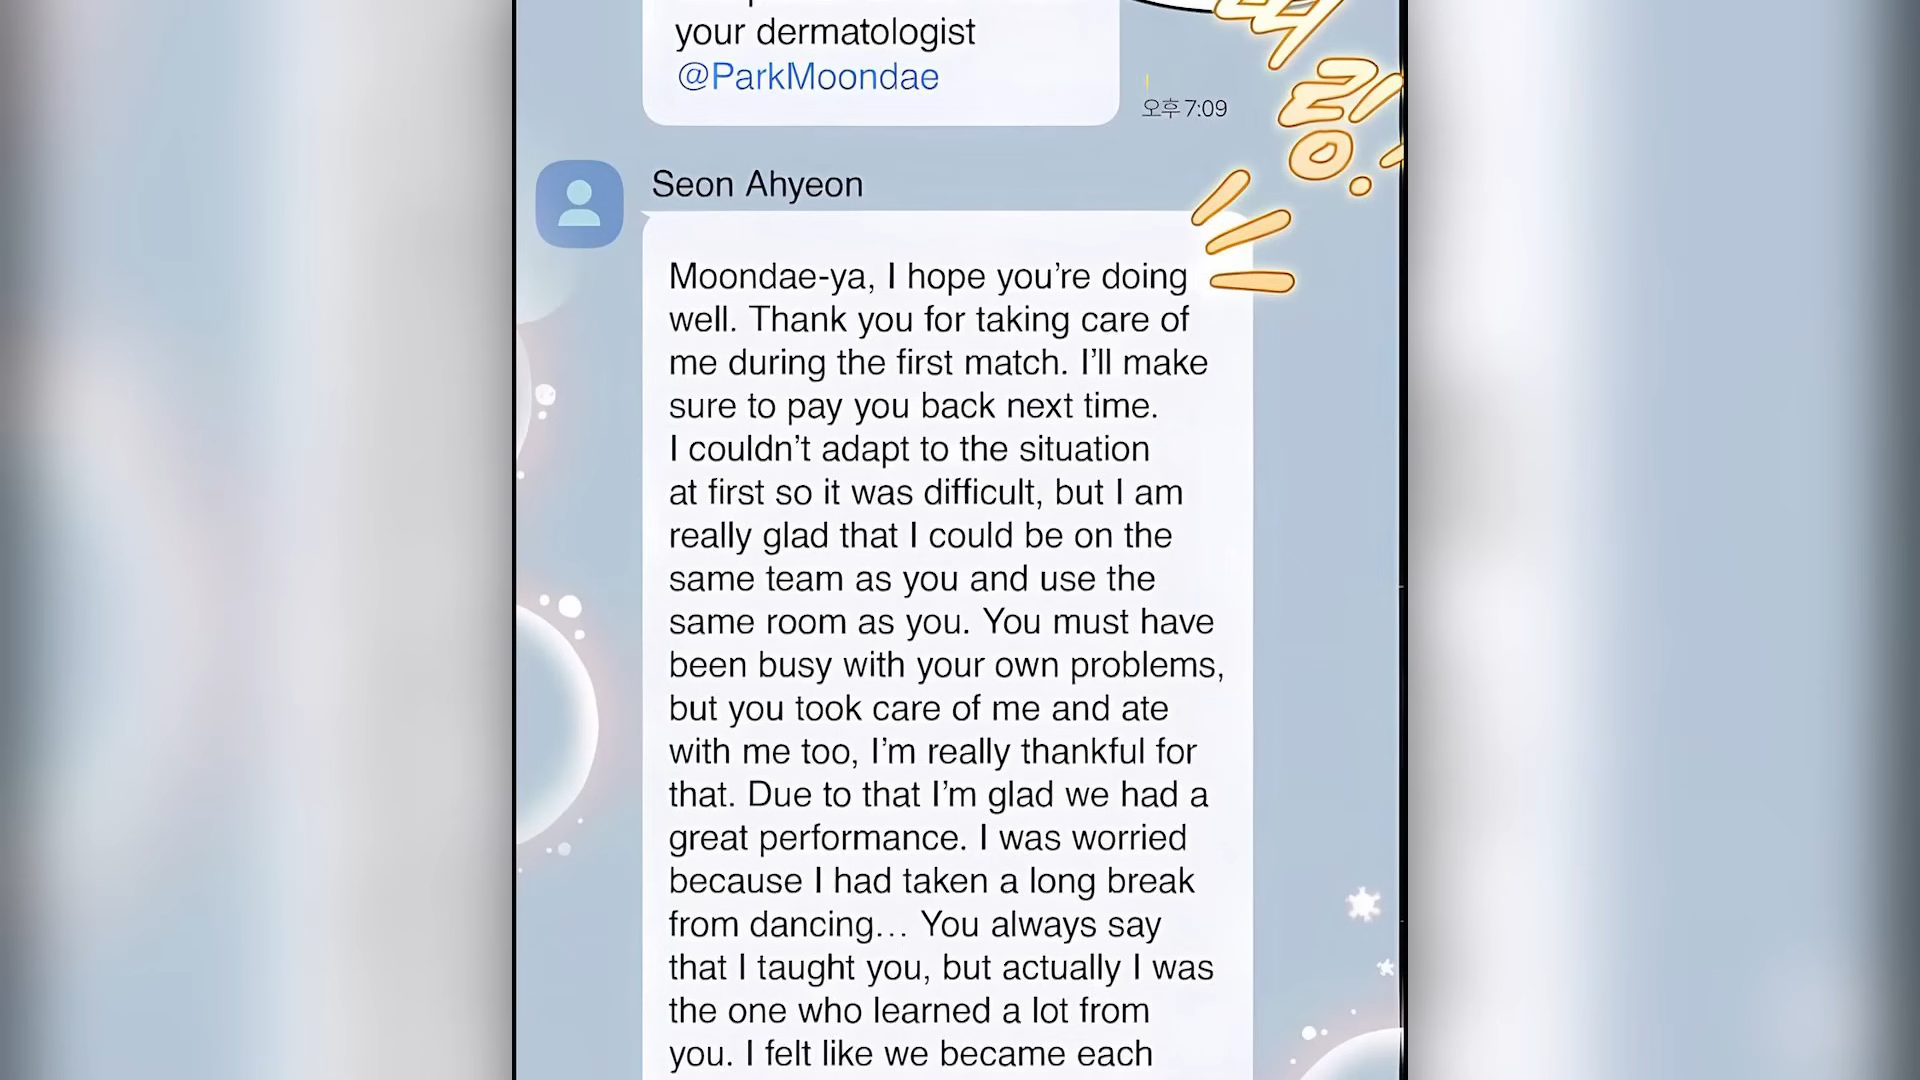 your dermatologist
@ParkMoondae
오후 7:09
띠링!
Seon Ahyeon
Moondae-ya, I hope you’re doing
well. Thank you for taking care of
me during the first match. I’ll make
sure to pay you back next time.
I couldn’t adapt to the situation
at first so it was difficult, but I am
really glad that I could be on the
same team as you and use the
same room as you. You must have
been busy with your own problems,
but you took care of me and ate
with me too, I’m really thankful for
that. Due to that I’m glad we had a
great performance. I was worried
because I had taken a long break
from dancing… You always say
that I taught you, but actually I was
the one who learned a lot from
you. I felt like we became each